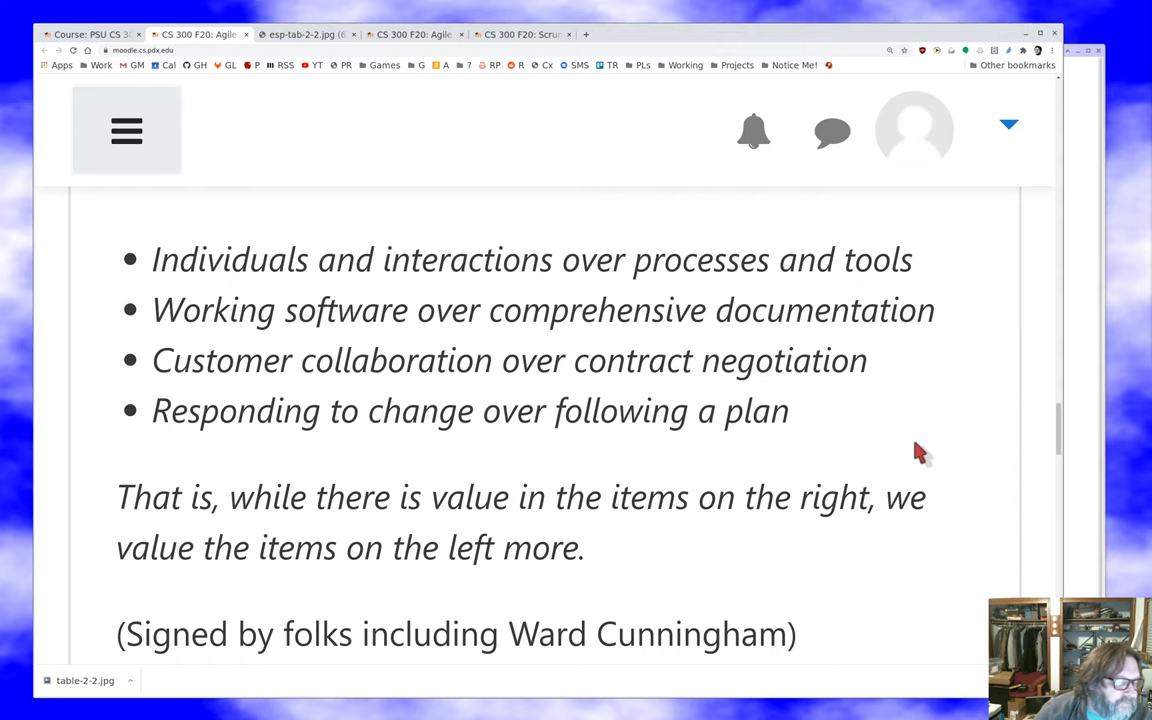 Course: PSU CS 30
CS 300 F20: Agile
esp-tab-2-2.jpg (6
CS 300 F20: Agile
CS 300 F20: Scrun
moodle.cs.pdx.edu
Apps Work GM Cal GH GL P RSS YT PR Games G A ? RP R Cx SMS TR PLs Working Projects Notice Me! Other bookmarks
Individuals and interactions over processes and tools
Working software over comprehensive documentation
Customer collaboration over contract negotiation
Responding to change over following a plan
That is, while there is value in the items on the right, we
value the items on the left more.
(Signed by folks including Ward Cunningham)
table-2-2.jpg